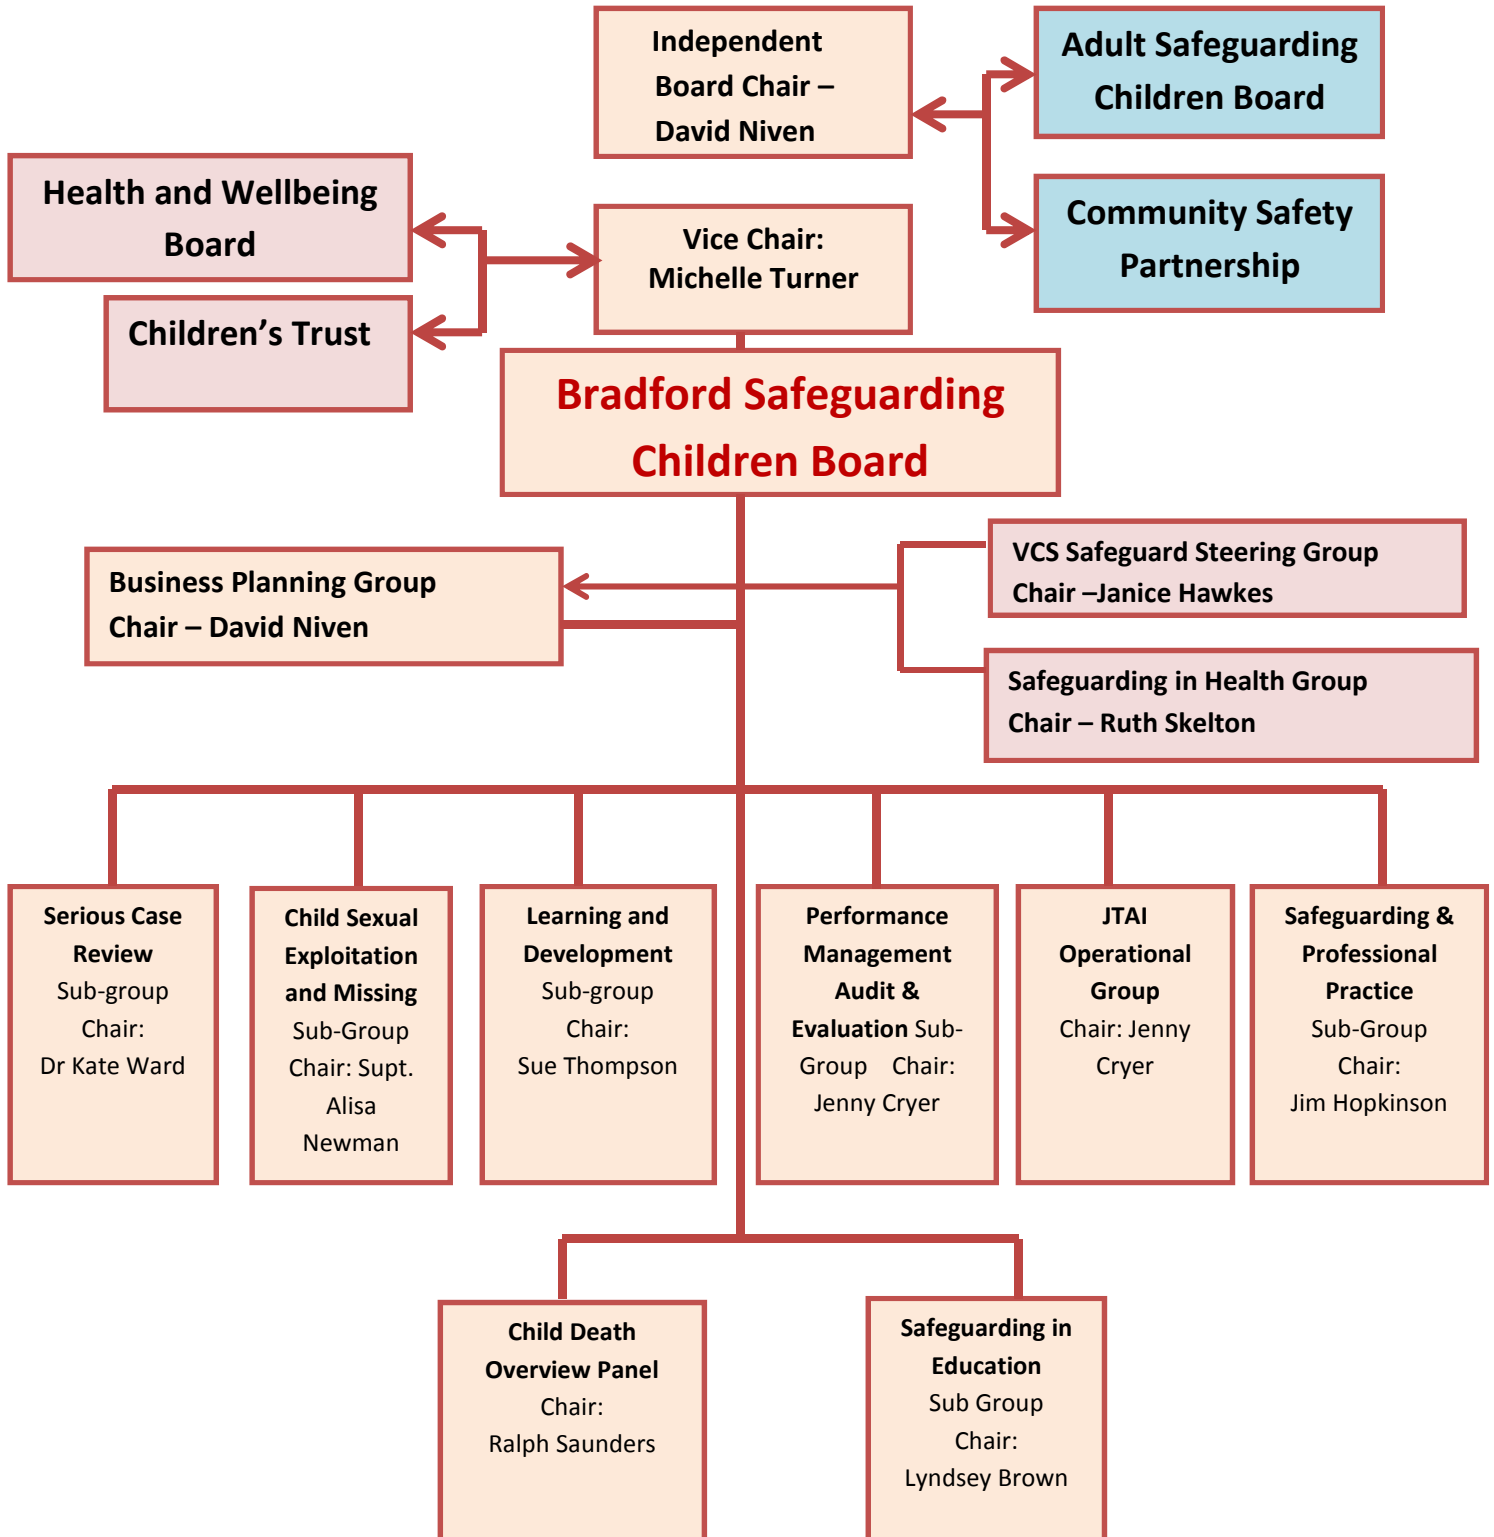 Independent
Board Chair –
David Niven
Adult Safeguarding
Children Board
Health and Wellbeing
Board
Vice Chair:
Michelle Turner
Community Safety
Partnership
Children’s Trust
Bradford Safeguarding
Children Board
Business Planning Group
Chair – David Niven
VCS Safeguard Steering Group
Chair –Janice Hawkes
Safeguarding in Health Group
Chair – Ruth Skelton
Serious Case
Review
Sub-group
Chair:
Dr Kate Ward
Child Sexual
Exploitation
and Missing
Sub-Group
Chair: Supt.
Alisa
Newman
Learning and
Development
Sub-group
Chair:
Sue Thompson
Performance
Management
Audit &
Evaluation Sub-
Group Chair:
Jenny Cryer
JTAI
Operational
Group
Chair: Jenny
Cryer
Safeguarding &
Professional
Practice
Sub-Group
Chair:
Jim Hopkinson
Child Death
Overview Panel
Chair:
Ralph Saunders
Safeguarding in
Education
Sub Group
Chair:
Lyndsey Brown